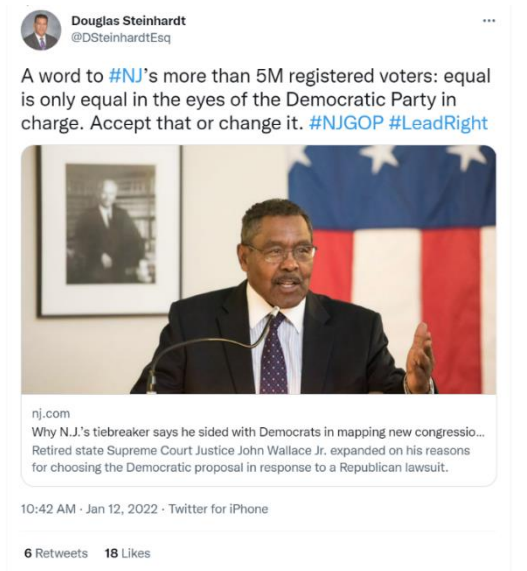 Douglas Steinhardt
@DSteinhardtEsq
A word to #NJ's more than 5M registered voters: equal
is only equal in the eyes of the Democratic Party in
charge. Accept that or change it. #NJGOP #LeadRight
nj.com
Why N.J.'s tiebreaker says he sided with Democrats in mapping new congressio...
Retired state Supreme Court Justice John Wallace Jr. expanded on his reasons
for choosing the Democratic proposal in response to a Republican lawsuit.
10:42 AM · Jan 12, 2022 · Twitter for iPhone
6 Retweets 18 Likes